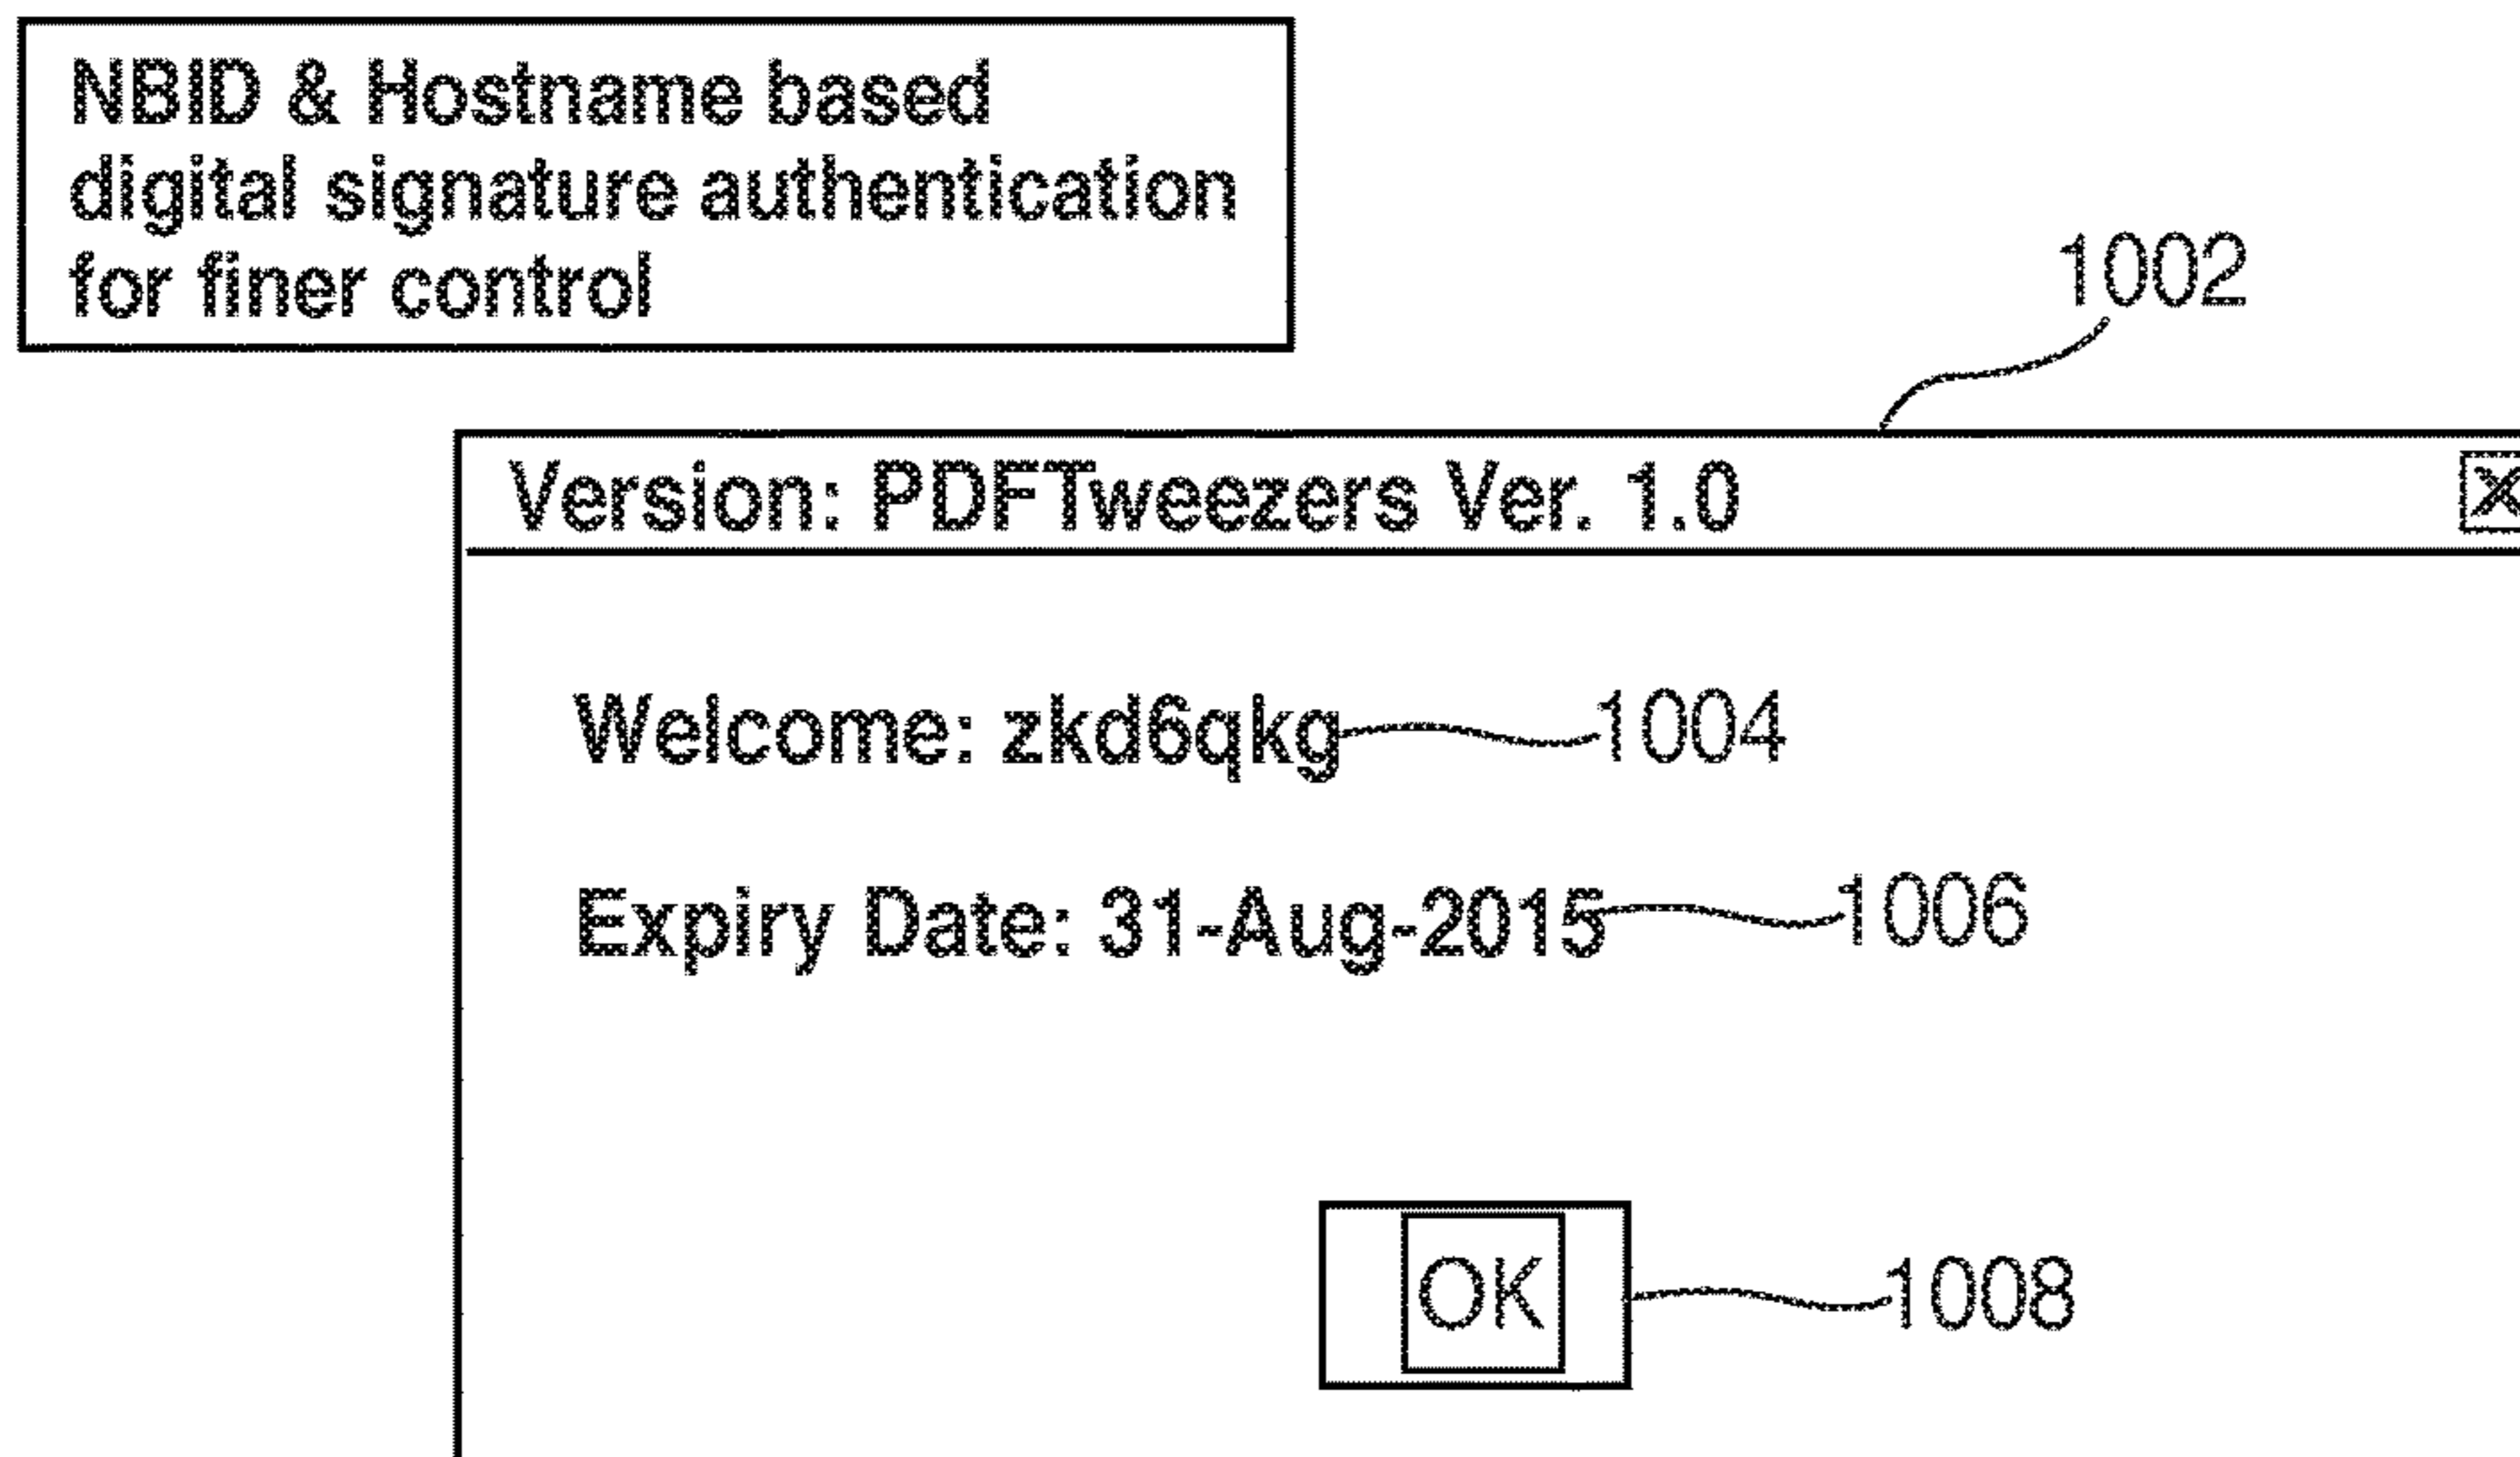 NBID & Hostname based
digital signature authentication
for finer control
1002
Version: PDFTweezers Ver. 1.0
Welcome: zkd6qkg 1004
Expiry Date: 31-Aug-2015 1006
OK 1008